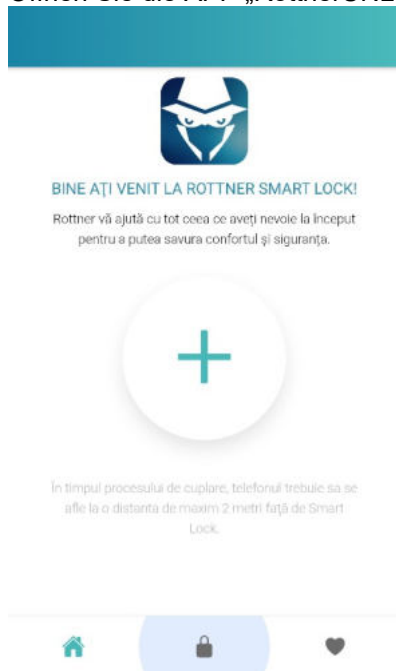 BINE AȚI VENIT LA ROTTNER SMART LOCK!
Rottner vă ajută cu tot ceea ce aveți nevoie la început
pentru a putea savura confortul și siguranța.
În timpul procesului de cuplare, telefonul trebuie sa se
afle la o distanta de maxim 2 metri față de Smart
Lock.